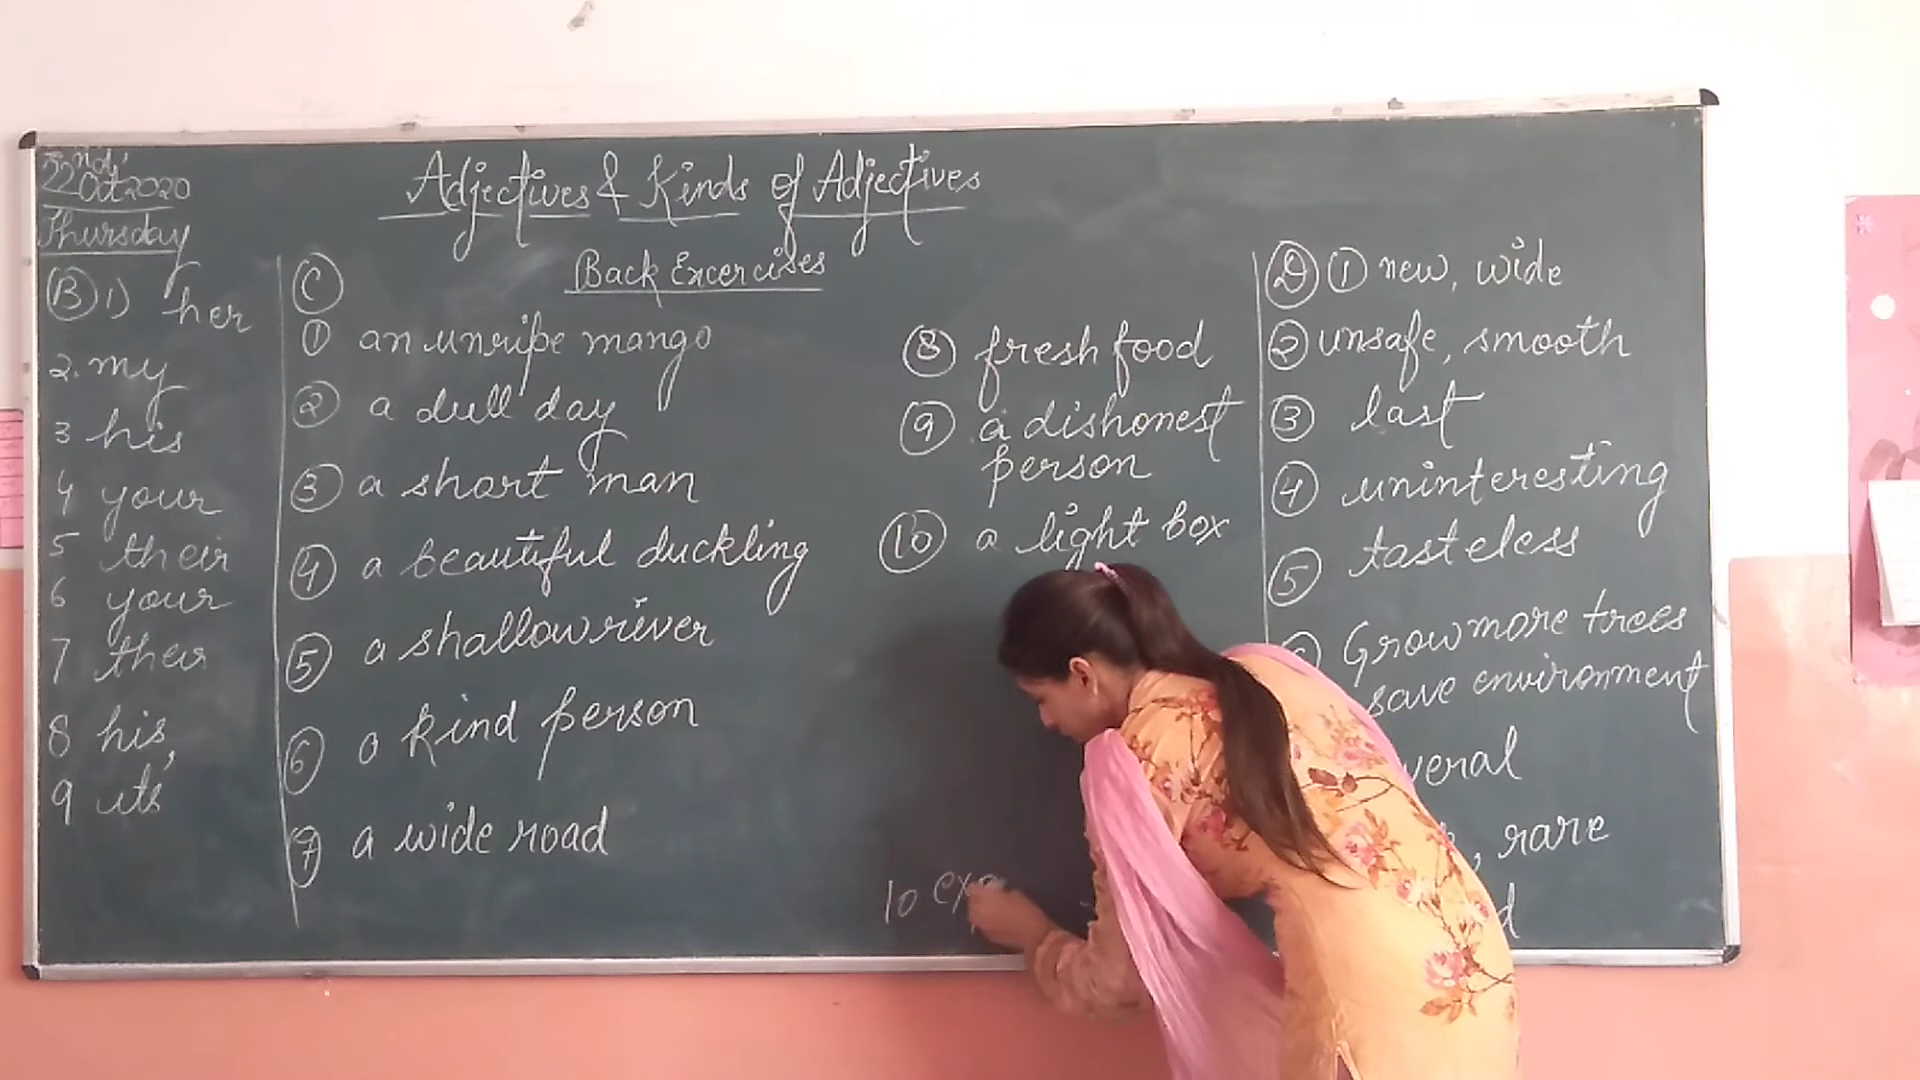 22nd Oct 2020
Thursday
Adjectives & Kinds of Adjectives
Back Excercises
B 1) her
2. my
3 his
4 your
5 their
6 your
7 their
8 his,
9 its
C
1 an unripe mango
2 a dull day
3 a short man
4 a beautiful duckling
5 a shallow river
6 a kind person
7 a wide road
8 fresh food
9 a dishonest
person
10 a light box
10
D 1 new, wide
2 unsafe, smooth
3 last
4 uninteresting
5 tasteless
Grow more trees
save environment
, rare